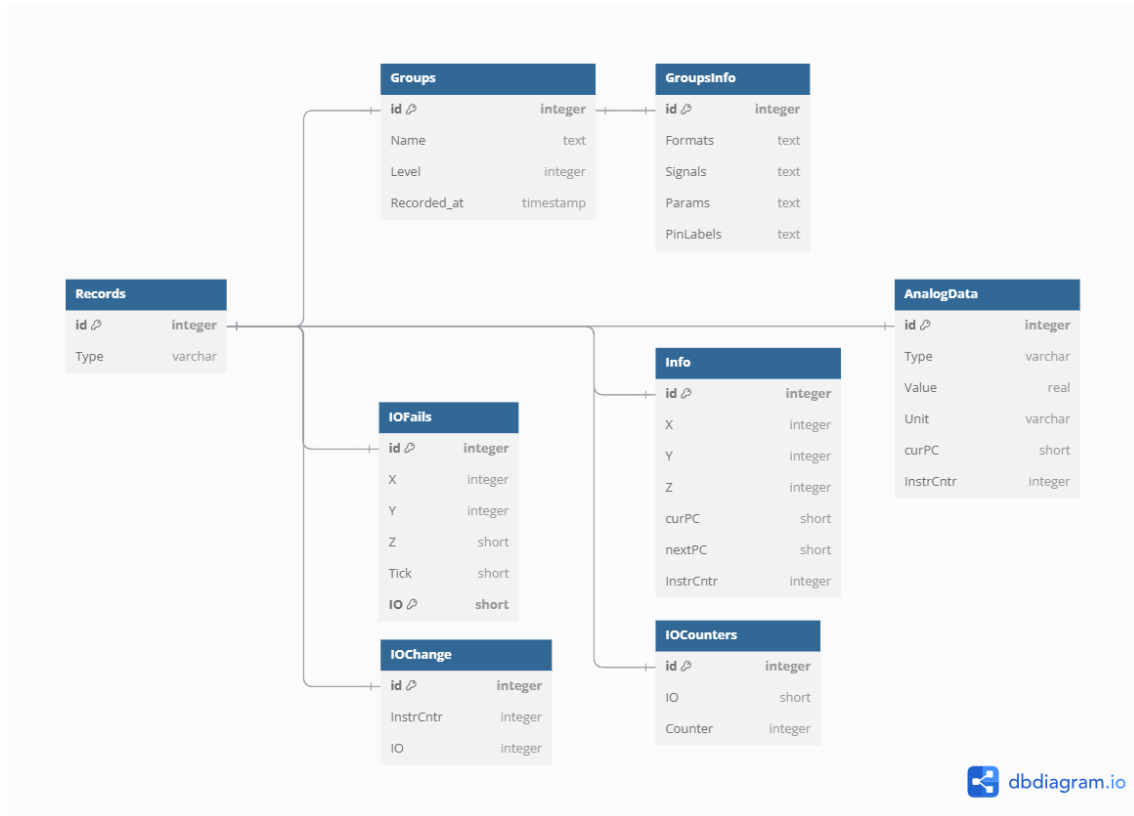 Groups
id integer
Name text
Level integer
Recorded_at timestamp
GroupsInfo
id integer
Formats text
Signals text
Params text
PinLabels text
Records
id integer
Type varchar
AnalogData
id integer
Type varchar
Value real
Unit varchar
curPC short
InstrCntr integer
Info
id integer
X integer
Y integer
Z integer
curPC short
nextPC short
InstrCntr integer
IOFails
id integer
X integer
Y integer
Z short
Tick short
IO short
IOChange
id integer
InstrCntr integer
IO integer
IOCounters
id integer
IO short
Counter integer
dbdiagram.io